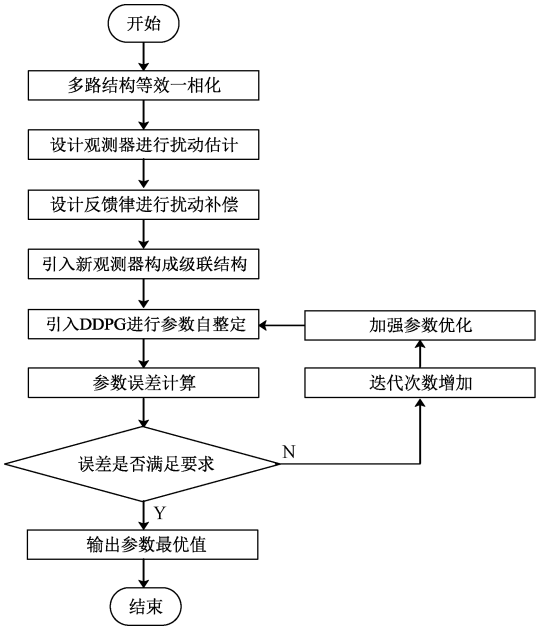 开始
多路结构等效一相化
设计观测器进行扰动估计
设计反馈律进行扰动补偿
引入新观测器构成级联结构
引入DDPG进行参数自整定
加强参数优化
参数误差计算
迭代次数增加
误差是否满足要求
N
Y
输出参数最优值
结束